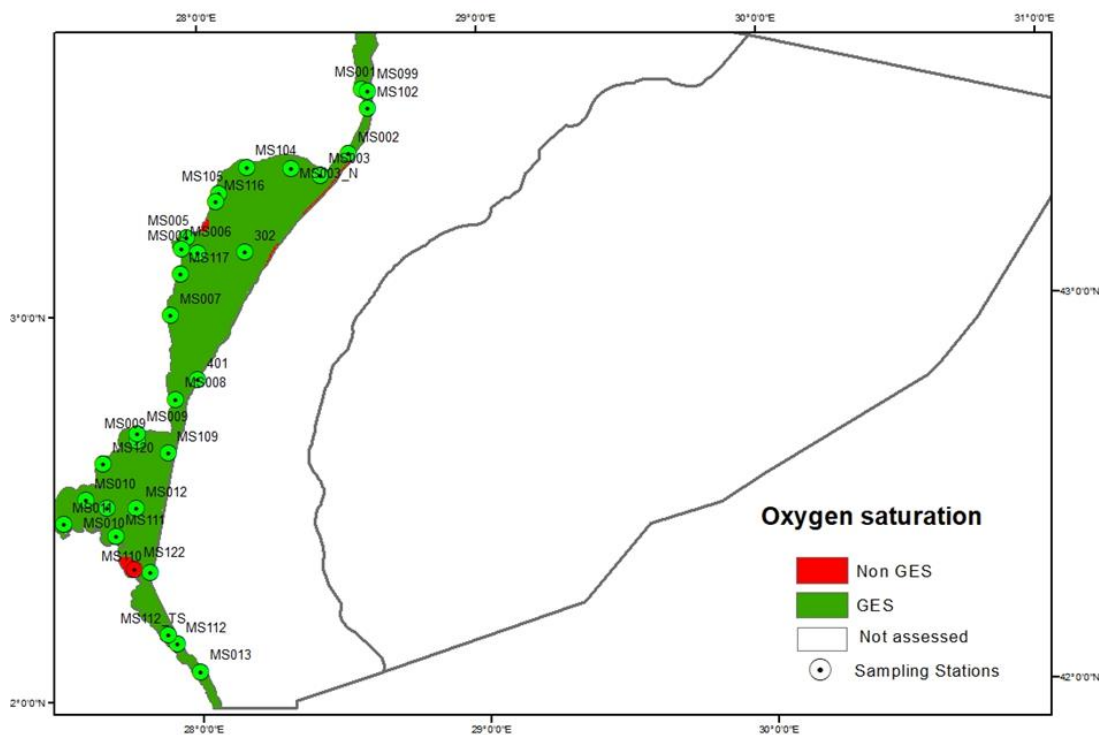 28°0'0"E
29°0'0"E
30°0'0"E
31°0'0"E
MS001
MS099
MS102
MS002
MS104
MS003
MS003_N
MS105
MS116
MS005
MS006
MS004
302
MS117
43°0'0"N
MS007
3°0'0"N
401
MS008
MS009
MS009
MS109
MS120
MS010
MS012
MS011
MS010
MS111
Oxygen saturation
MS110
MS122
Non GES
GES
Not assessed
Sampling Stations
MS112_TS
MS112
MS013
42°0'0"N
2°0'0"N
28°0'0"E
29°0'0"E
30°0'0"E